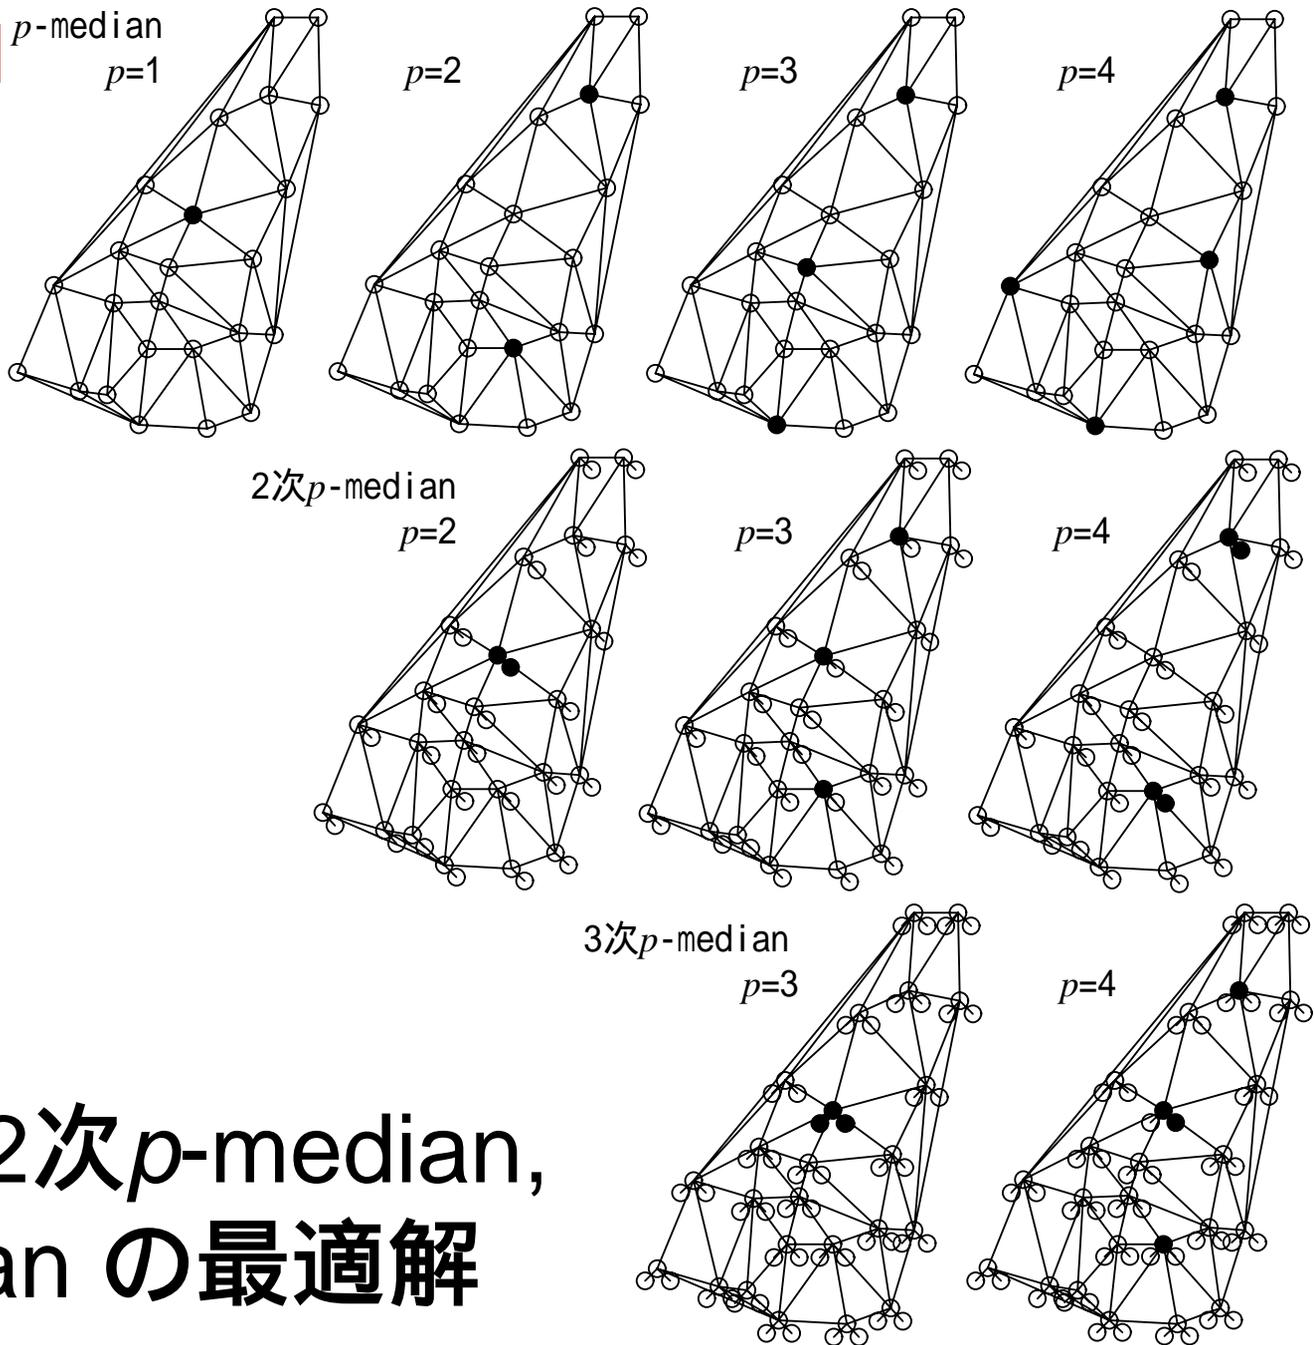 p-median
p=1
p=2
p=3
p=4
2次p-median
p=2
p=3
p=4
3次p-median
p=3
p=4
2次p-median,
an の最適解